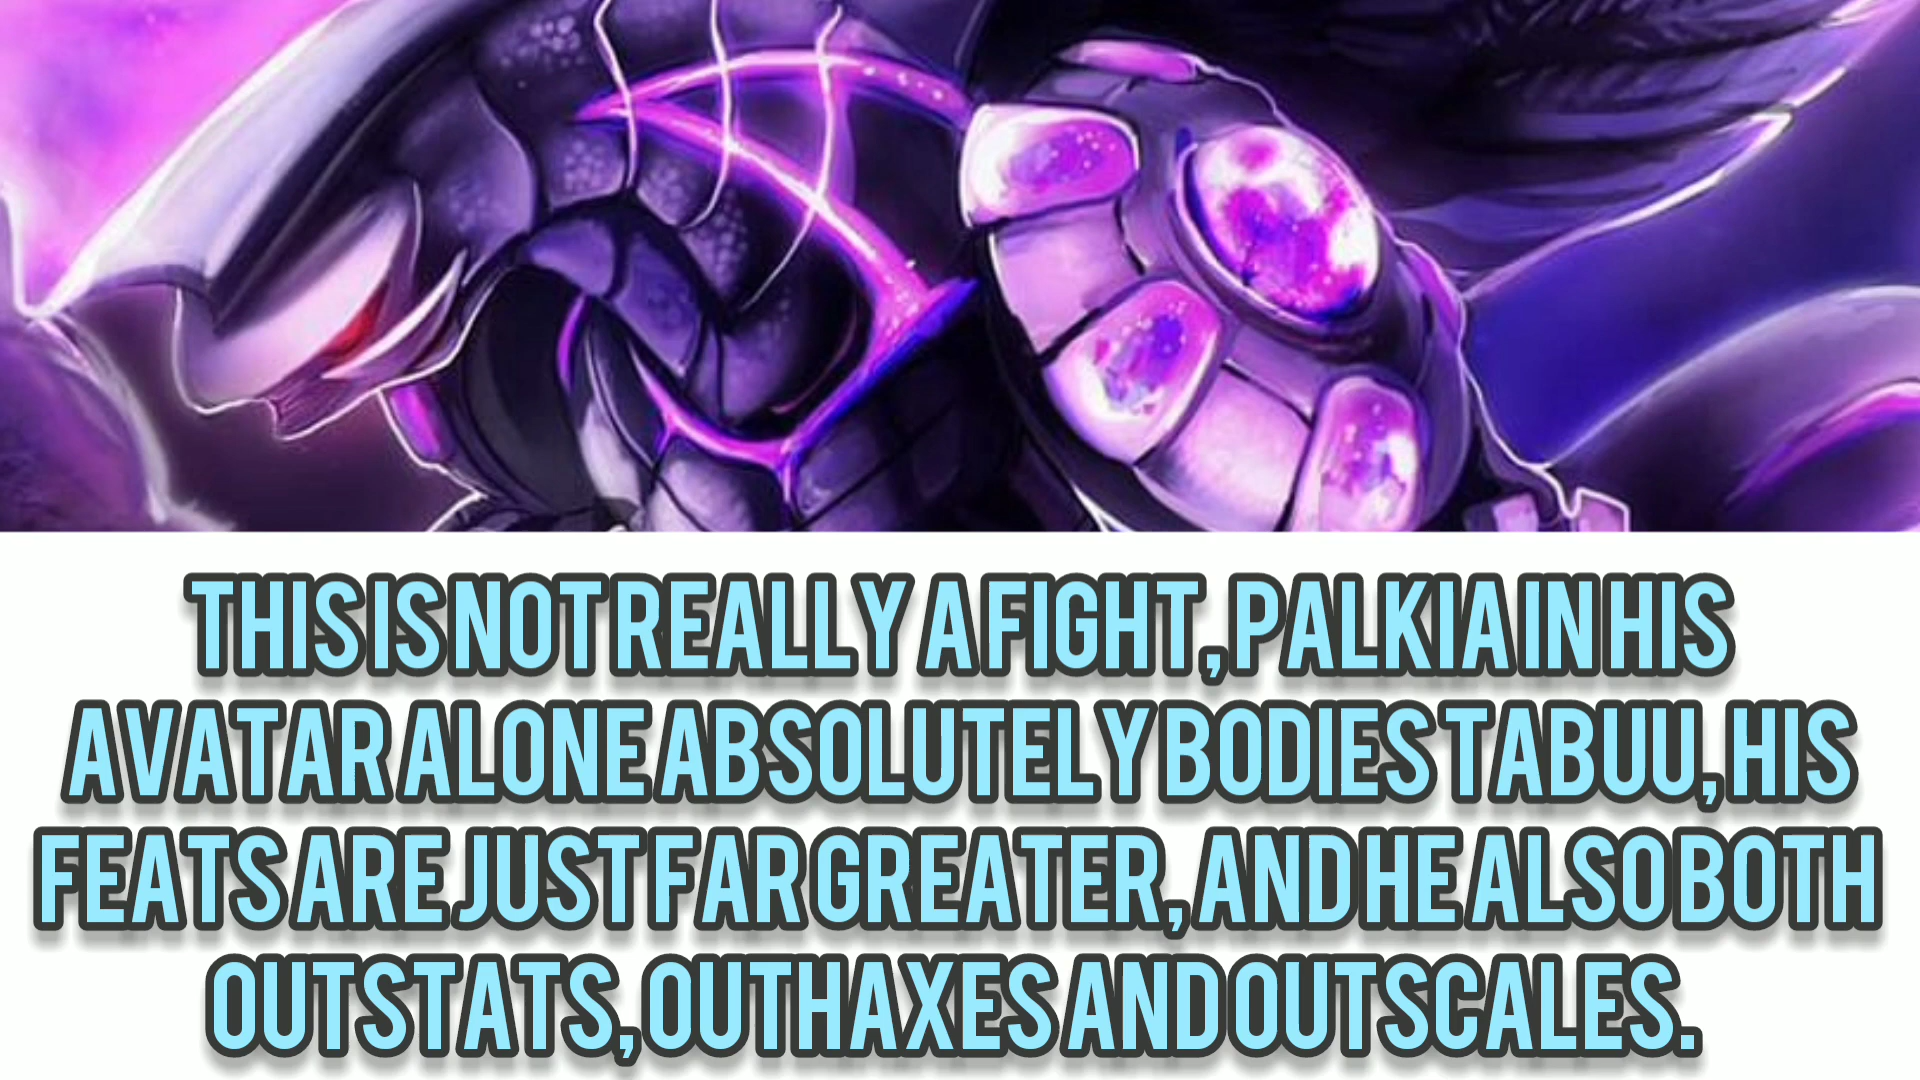 THIS IS NOT REALLY A FIGHT, PALKIA IN HIS
AVATAR ALONE ABSOLUTELY BODIES TABUU, HIS
FEATS ARE JUST FAR GREATER, AND HE ALSO BOTH
OUTSTATS, OUTHAXES AND OUTSCALES.